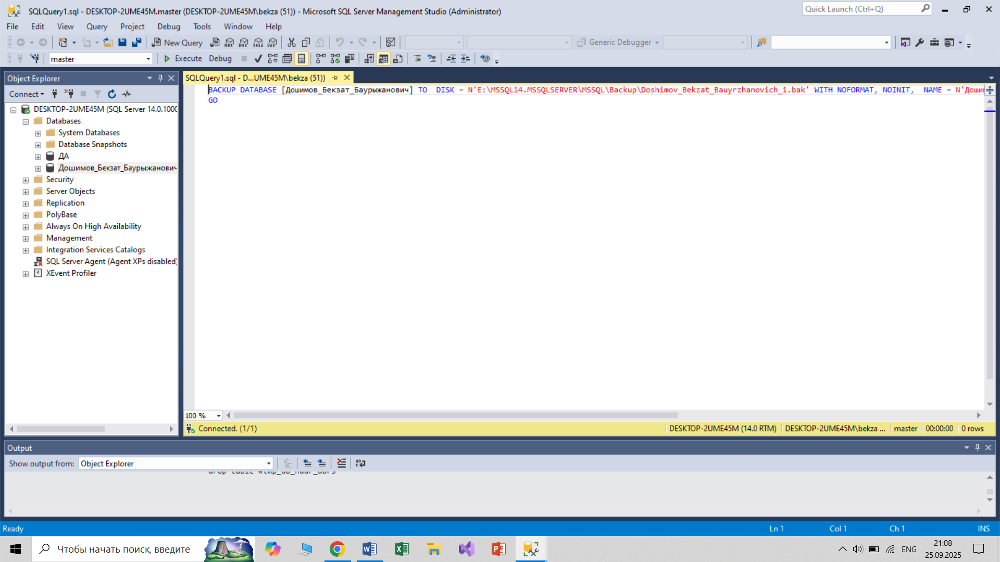 SQLQuery1.sql - DESKTOP-2UME45M.master (DESKTOP-2UME45M\bekza (51)) - Microsoft SQL Server Management Studio (Administrator)
Quick Launch (Ctrl+Q)
File Edit View Query Project Debug Tools Window Help
New Query
MDX DMX XMLA DAX
Generic Debugger
master
Execute Debug
Object Explorer
SQLQuery1.sql - D...UME45M\bekza (51))
Connect
BACKUP DATABASE [Дошимов_Бекзат_Баурыжанович] TO  DISK = N'E:\MSSQL14.MSSQLSERVER\MSSQL\Backup\Doshimov_Bekzat_Bauyrzhanovich_1.bak' WITH NOFORMAT, NOINIT,  NAME = N'Доши
GO
DESKTOP-2UME45M (SQL Server 14.0.1000
Databases
System Databases
Database Snapshots
ДА
Дошимов_Бекзат_Баурыжанович
Security
Server Objects
Replication
PolyBase
Always On High Availability
Management
Integration Services Catalogs
SQL Server Agent (Agent XPs disabled)
XEvent Profiler
100 %
Connected. (1/1)
DESKTOP-2UME45M (14.0 RTM) DESKTOP-2UME45M\bekza ... master 00:00:00 0 rows
Output
Show output from: Object Explorer
Ready
Ln 1 Col 1 Ch 1 INS
Чтобы начать поиск, введите
ENG
21:08
25.09.2025